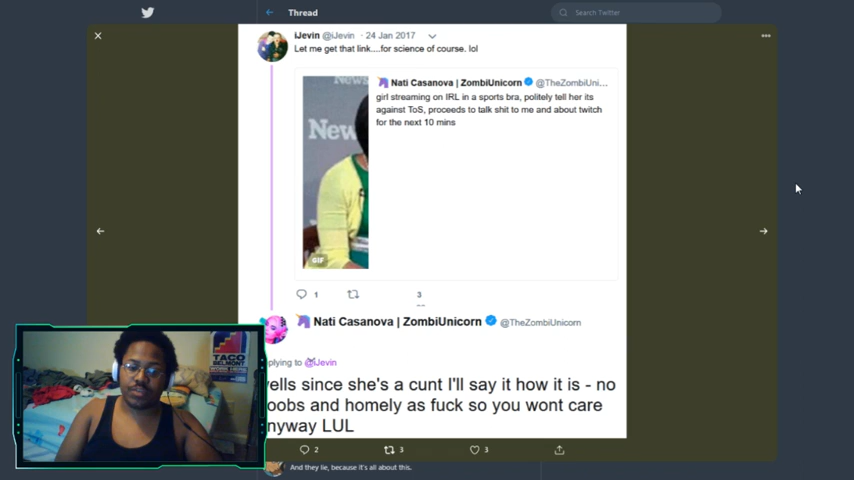 Thread
Search Twitter
iJevin @iJevin · 24 Jan 2017
Let me get that link....for science of course. lol
Nati Casanova | ZombiUnicorn @TheZombiUni...
girl streaming on IRL in a sports bra, politely tell her its
against ToS, proceeds to talk shit to me and about twitch
for the next 10 mins
News
New
GIF
1
3
Nati Casanova | ZombiUnicorn @TheZombiUnicorn
plying to @iJevin
ells since she's a cunt I'll say it how it is - no
oobs and homely as fuck so you wont care
nyway LUL
2 3 3
And they lie, because it's all about this.
TACO
BELMONT